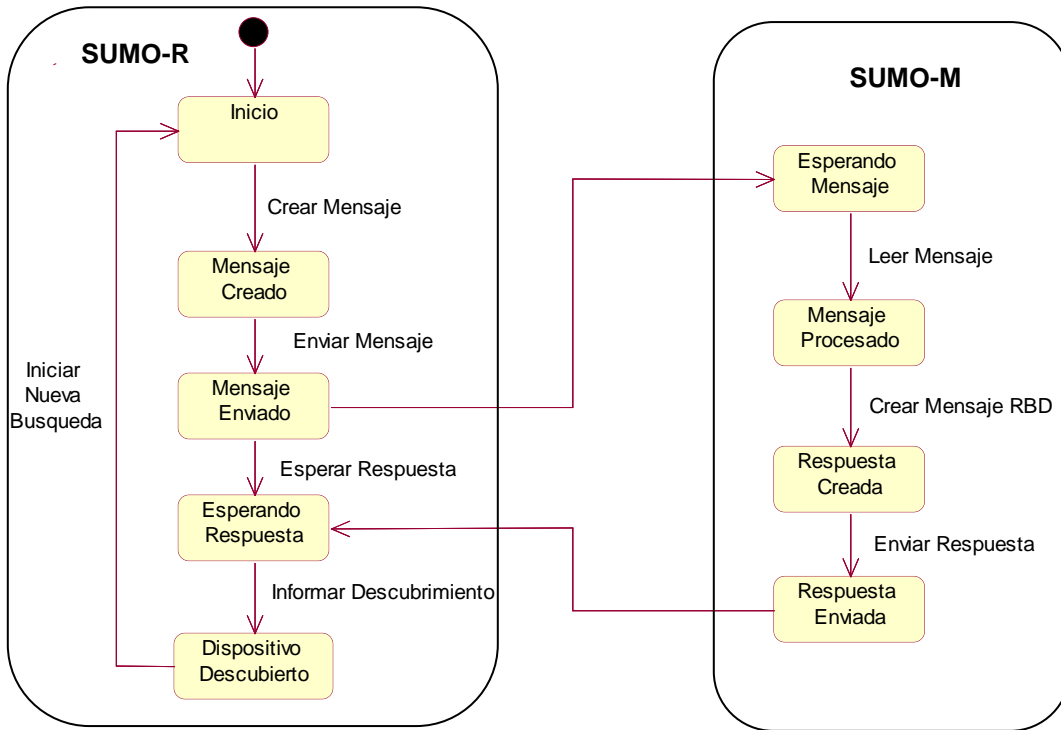 SUMO-R
Inicio
Crear Mensaje
Mensaje
Creado
Enviar Mensaje
Mensaje
Enviado
Esperar Respuesta
Esperando
Respuesta
Informar Descubrimiento
Dispositivo
Descubierto
Iniciar
Nueva
Busqueda
SUMO-M
Esperando
Mensaje
Leer Mensaje
Mensaje
Procesado
Crear Mensaje RBD
Respuesta
Creada
Enviar Respuesta
Respuesta
Enviada